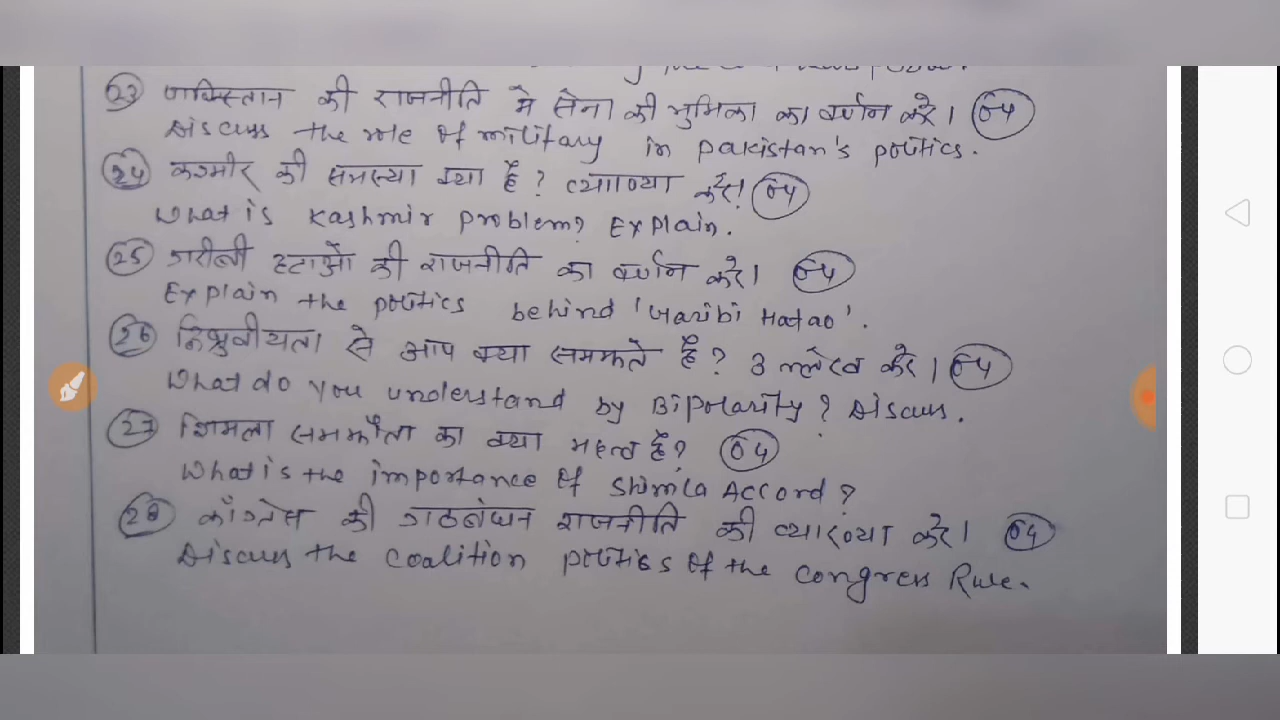 23 पाकिस्तान की राजनीति मे सेना की भुमिका का वर्णन करे। 04
Discuss the role of military in pakistan's politics.
24 कश्मीर की समस्या क्या है? व्याख्या करें! 04
What is Kashmir problem? Explain.
25 गरीबी हटाओ की राजनीति का वर्णन करे। 04
Explain the politics behind 'Garibi Hatao'.
26 द्विध्रुवीयता से आप क्या समझते है? उल्लेख करे। 04
What do you understand by Bipolarity? Discuss.
27 शिमला समझौता का क्या महत्व है? 04
What is the importance of Shimla Accord?
28 काँग्रेस की गठबंधन राजनीति की व्याख्या करे। 04
Discuss the coalition politics of the congress Rule.